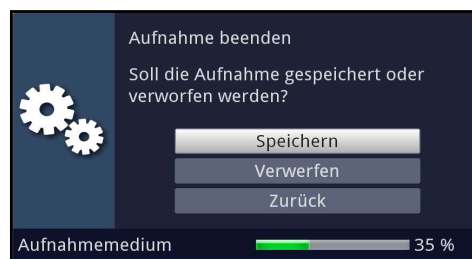 Aufnahme beenden
Soll die Aufnahme gespeichert oder
verworfen werden?
Speichern
Verwerfen
Zurück
Aufnahmemedium 35 %